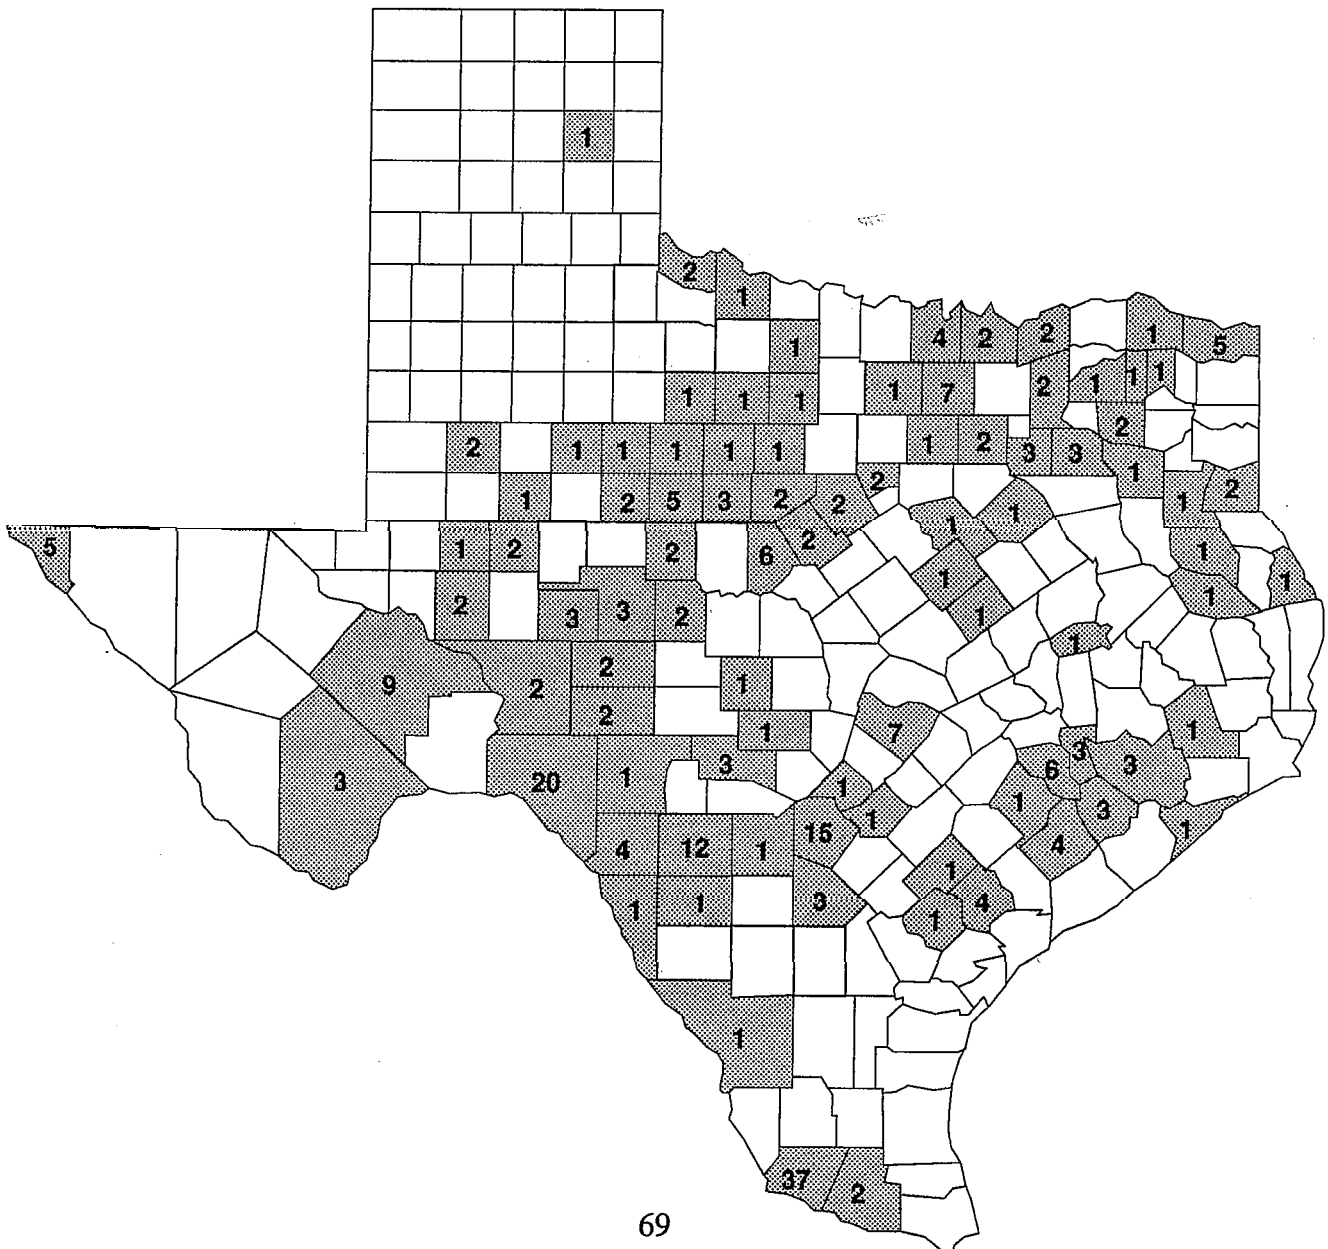 1
2
1
4 2 2 1 5
1
1 7 2 1 1 1
1 1 1
2 1 1 1 1 1 1 2 2
3 3 1
1 2 5 3 2 2 2 1 2
1 1
5 1 2 2 6 2 1
1 1
2 3 3 2 1 1
1
9 2 2 1
2 1 7 1
3 20 1 3 3 6 3
1 1 3 1
4 12 1 15 1 4
1 1 3 1 4
1
1
37 2
69